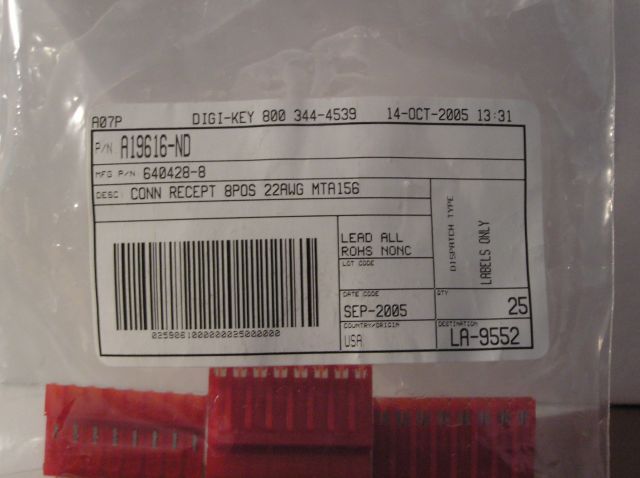 A07P DIGI-KEY 800 344-4539 14-OCT-2005 13:31
P/N A19616-ND
MFG P/N: 640428-8
DESC: CONN RECEPT 8POS 22AWG MTA156
LEAD ALL
ROHS NONC
LOT CODE
DISPATCH TYPE
LABELS ONLY
DATE CODE
SEP-2005
QTY
25
COUNTRY/ORIGIN
USA
DESTINATION
LA-9552
0259061000000025000000